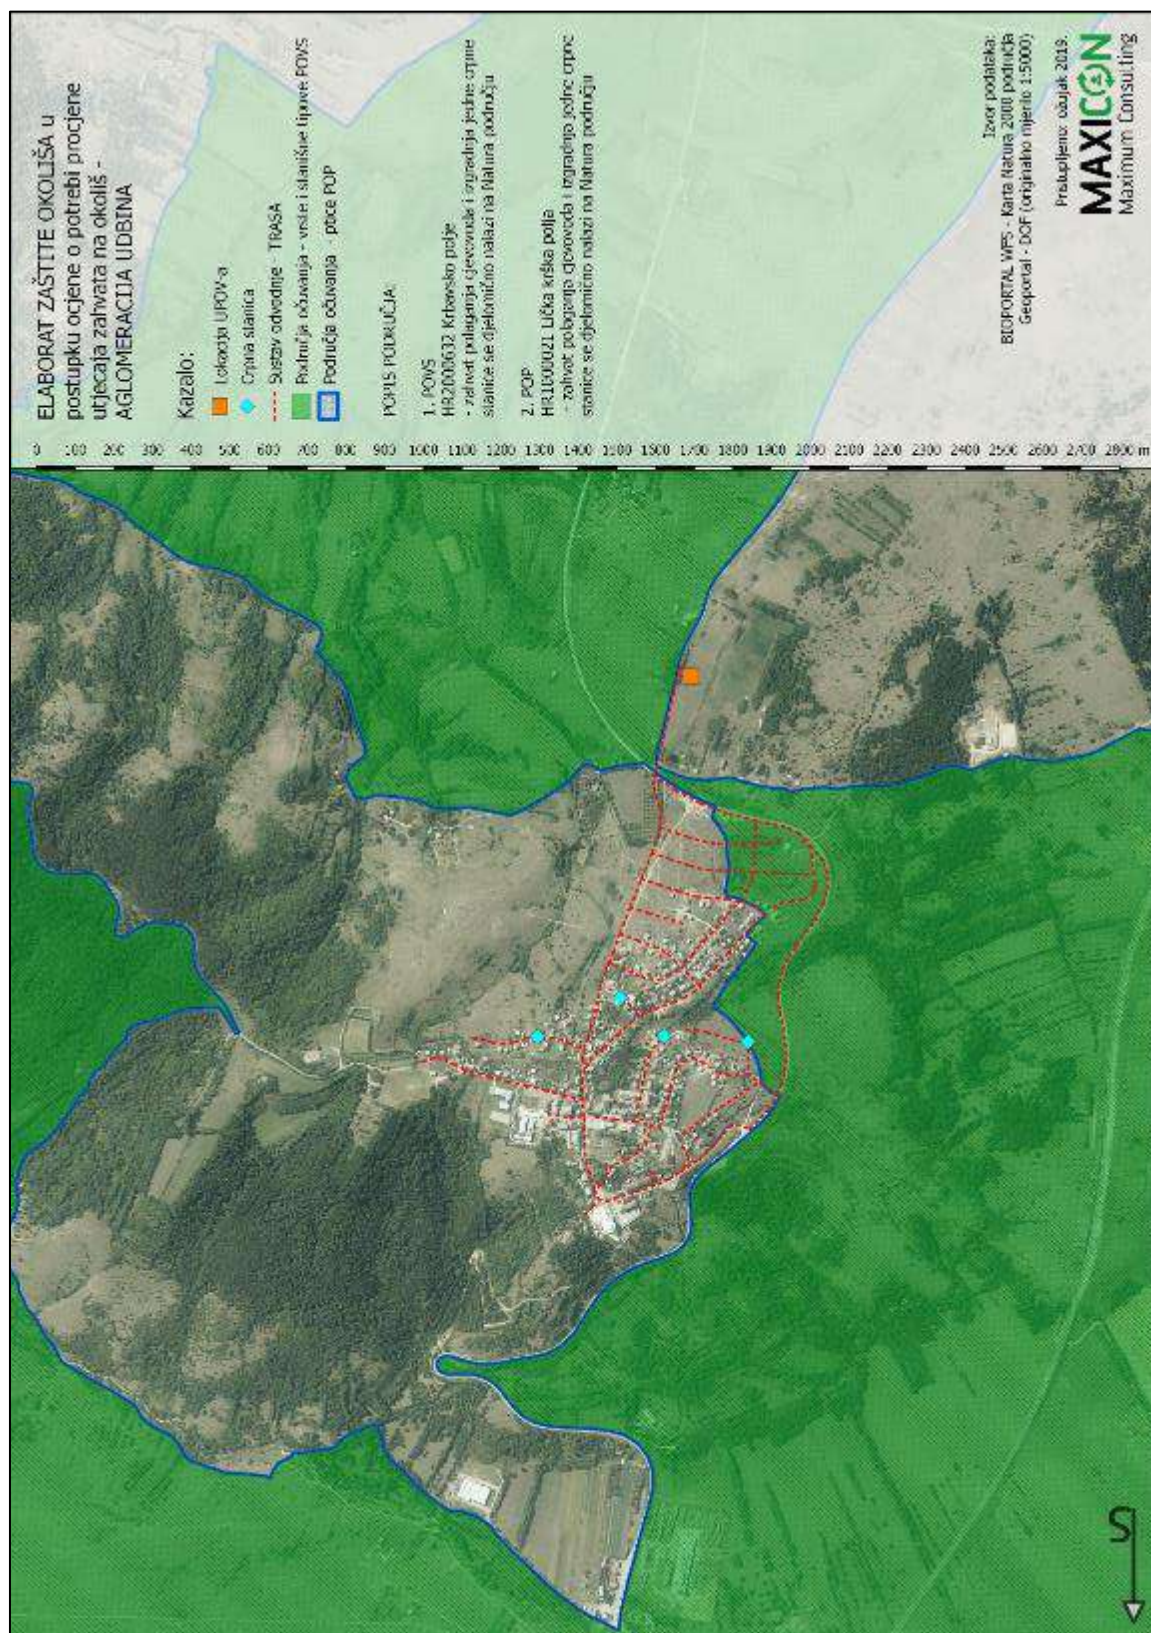 ELABORAT ZAŠTITE OKOLIŠA u
postupku ocjene o potrebi procjene
utjecaja zahvata na okoliš -
AGLOMERACIJA UDBINA
Kazalo:
Lokacija UPOV-a
Crpna stanica
Sustav odvodnje - TRASA
Područja očuvanja - vrste i stanišne tipove POVS
Područja očuvanja - ptice POP
POPIS PODRUČJA:
1. POVS
HR2000632 Krbavsko polje
- zahvat polaganja cjevovoda i izgradnja jedne crpne
stanice se djelomično nalazi na Natura području
2. POP
HR1000021 Lička krška polja
- zahvat polaganja cjevovoda i izgradnja jedne crpne
stanice se djelomično nalazi na Natura području
Izvor podataka:
BIOPORTAL WFS - Karta Natura 2000 područja
Geoportal - DOF (originalno mjerilo 1:5000)
Pristupljeno: ožujak 2019.
MAXICON
Maximum Consulting
0 100 200 300 400 500 600 700 800 900 1000 1100 1200 1300 1400 1500 1600 1700 1800 1900 2000 2100 2200 2300 2400 2500 2600 2700 2800 m
S